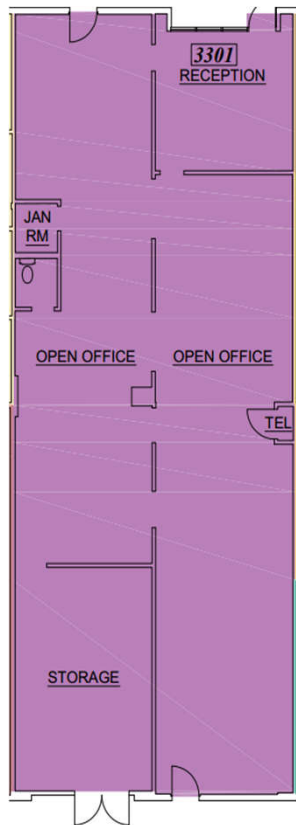 3301
RECEPTION
JAN
RM
OPEN OFFICE
OPEN OFFICE
TEL
STORAGE